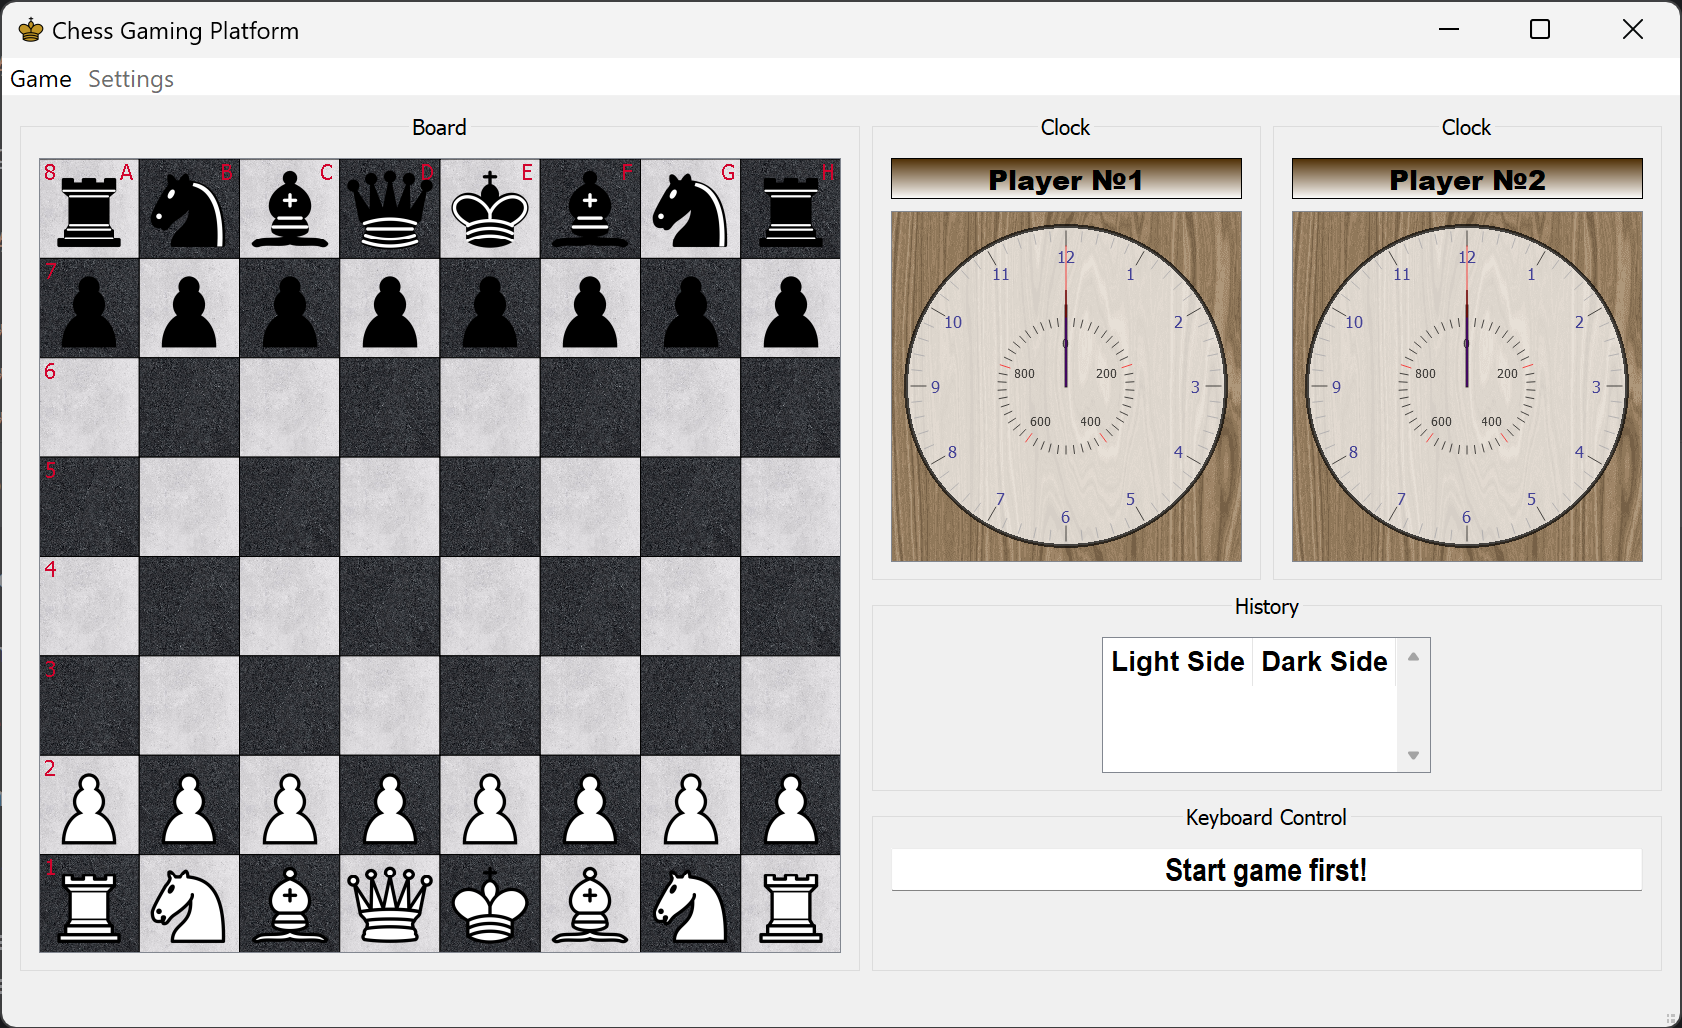 Chess Gaming Platform
Game Settings
Board
8 A B C D E F G H
7
6
5
4
3
2
1
Clock
Player №1
12
11 1
10 2
0
800 200
9 3
600 400
8 4
7 5
6
Clock
Player №2
12
11 1
10 2
0
800 200
9 3
600 400
8 4
7 5
6
History
Light Side Dark Side
Keyboard Control
Start game first!